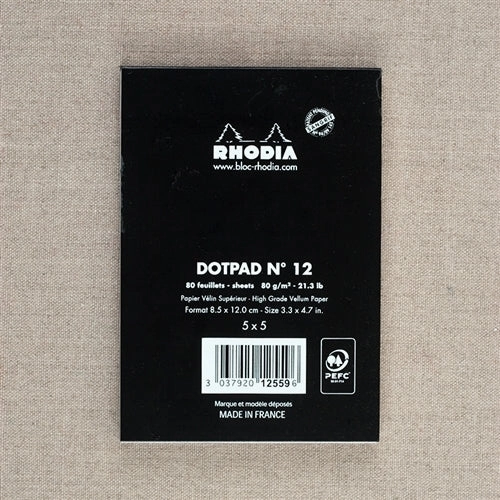 RHODIA
www.bloc-rhodia.com
DOTPAD N° 12
80 feuillets - sheets 80 g/m² - 21.3 lb
Papier Vélin Supérieur - High Grade Vellum Paper
Format 8.5 x 12.0 cm - Size 3.3 x 4.7 in.
5 x 5
3 037920 125596
PEFC
Marque et modèle déposés
MADE IN FRANCE